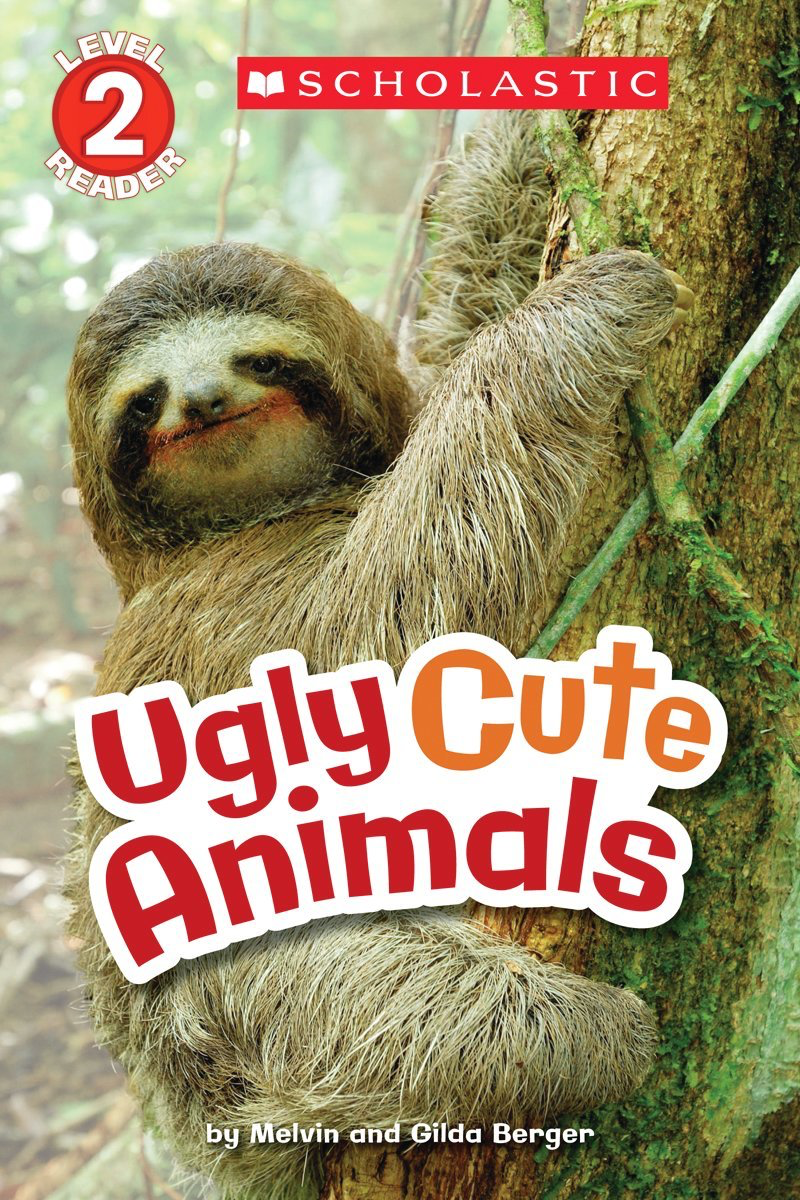 LEVEL
2
READER
SCHOLASTIC
Ugly Cute
Animals
by Melvin and Gilda Berger